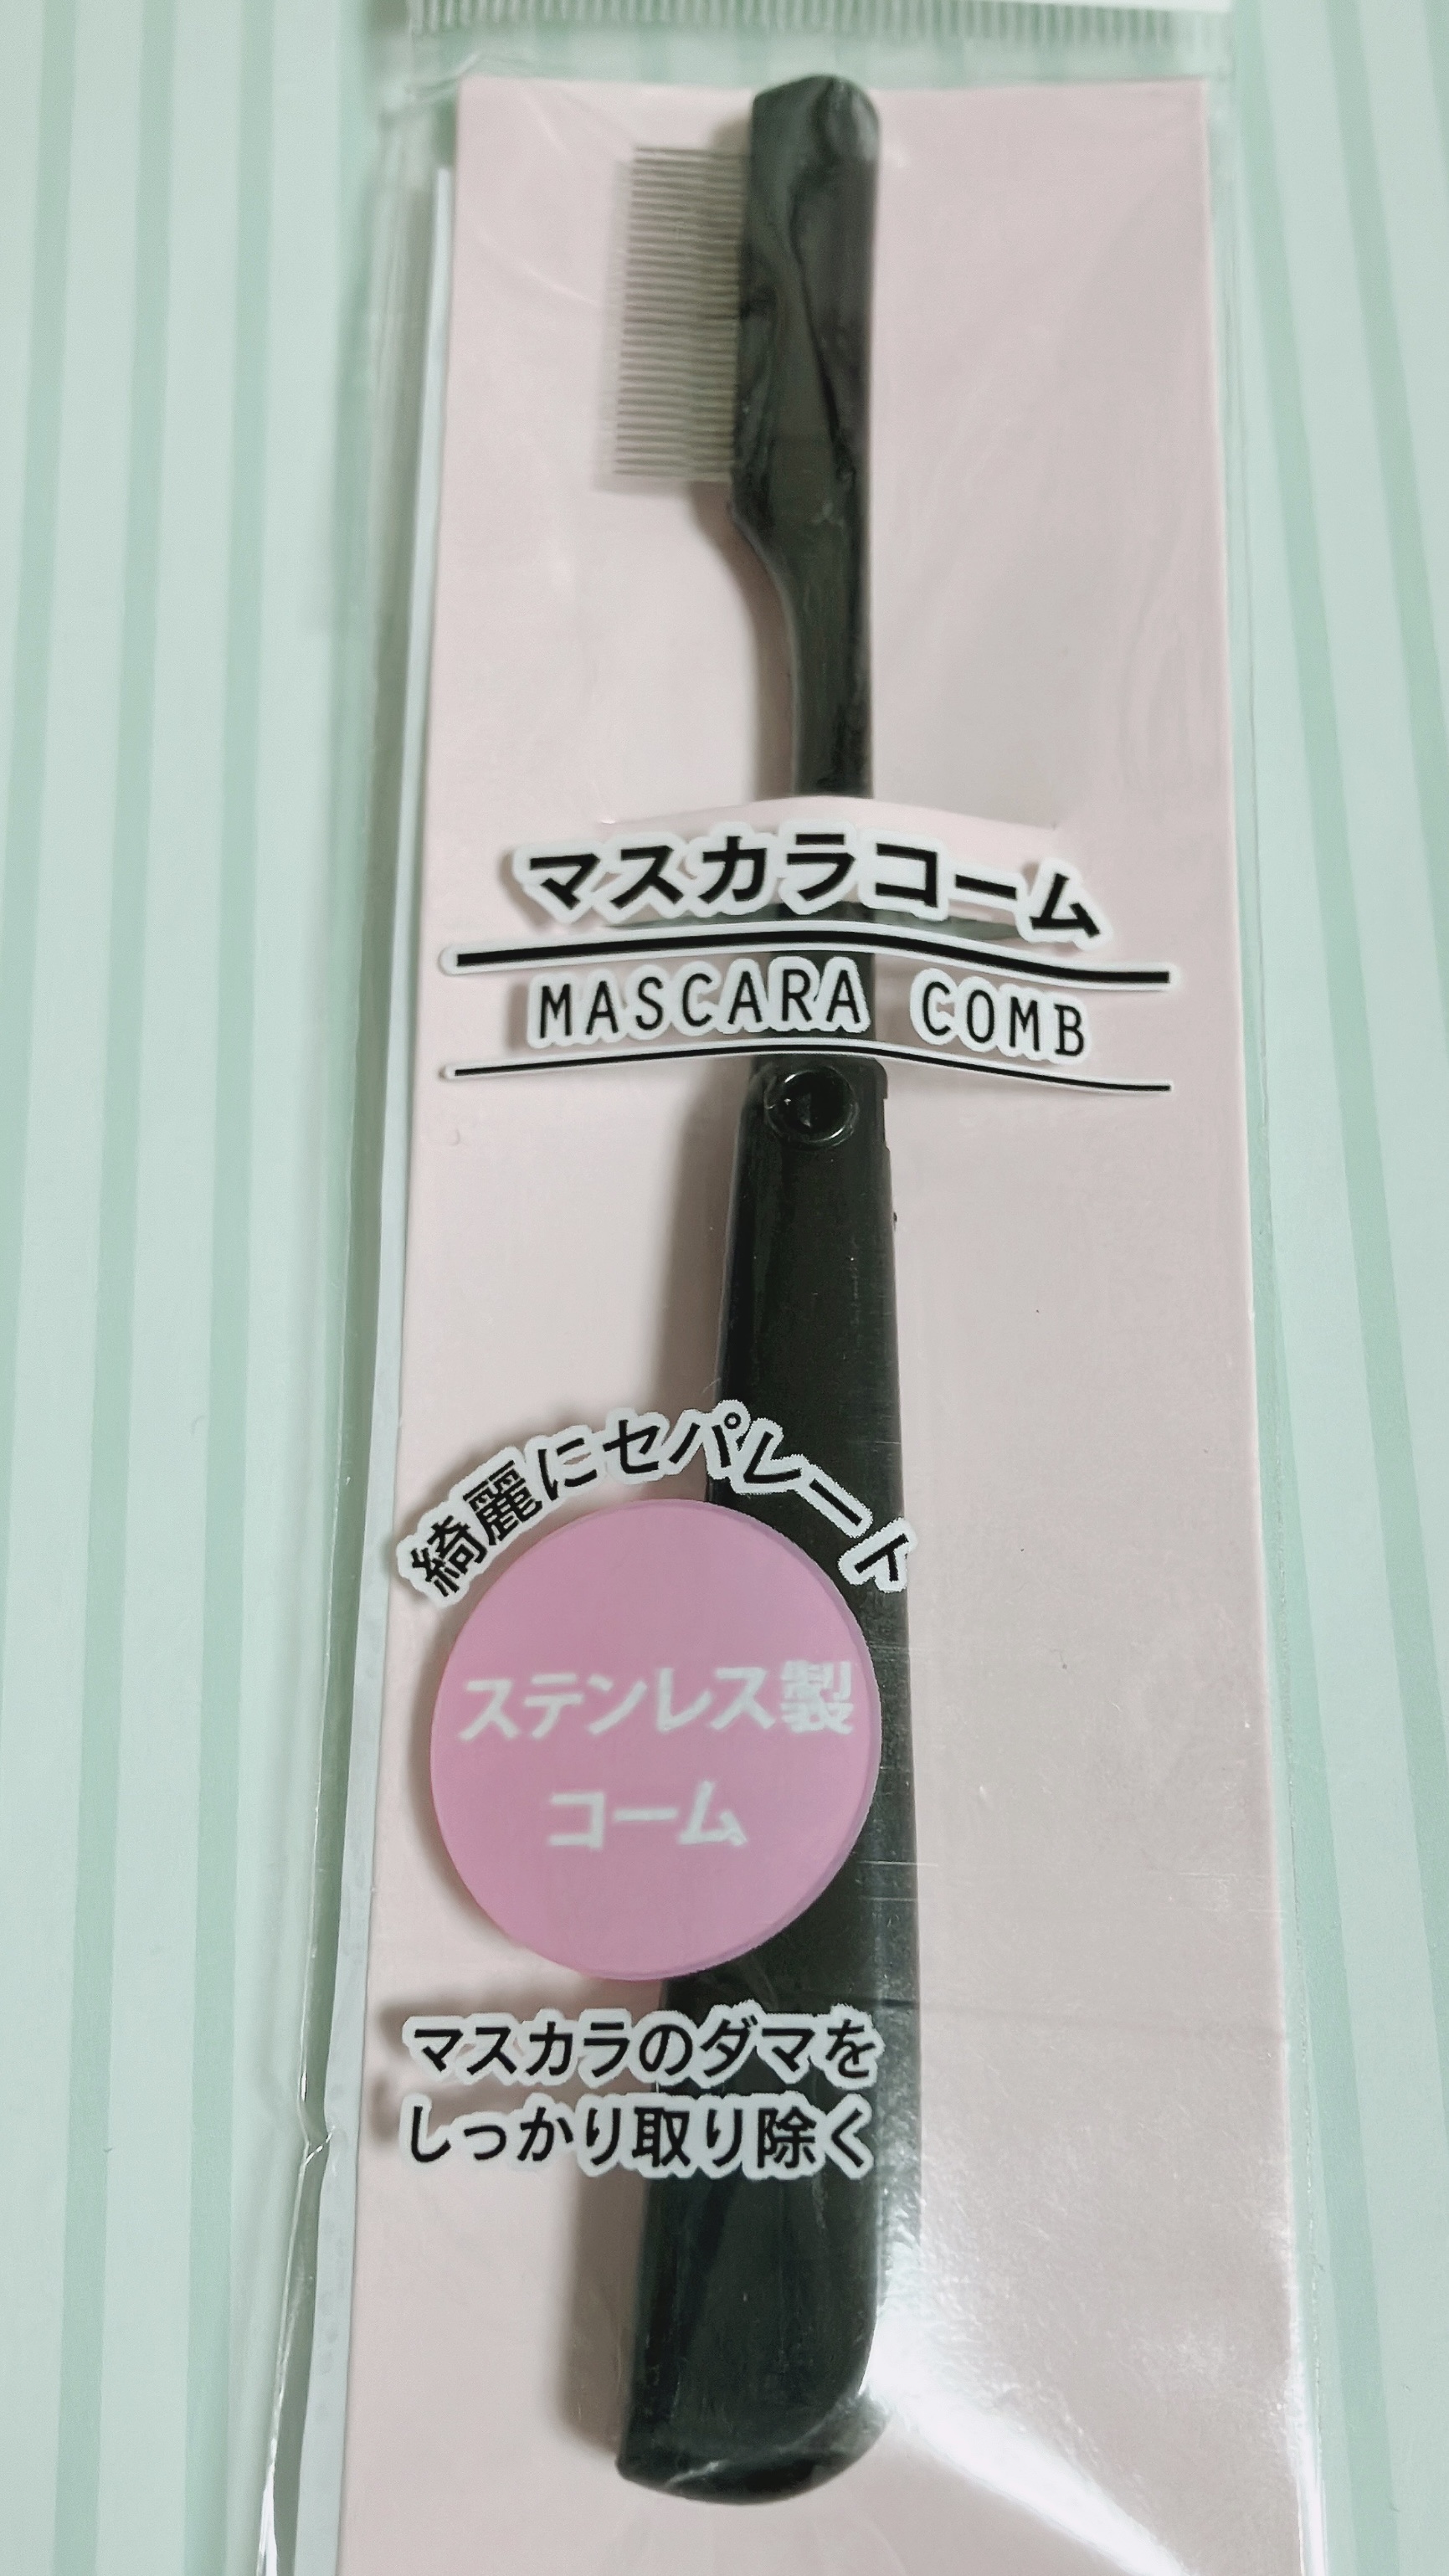 マスカラコーム
MASCARA COMB
綺麗にセパレート
ステンレス製
コーム
マスカラのダマを
しっかり取り除く